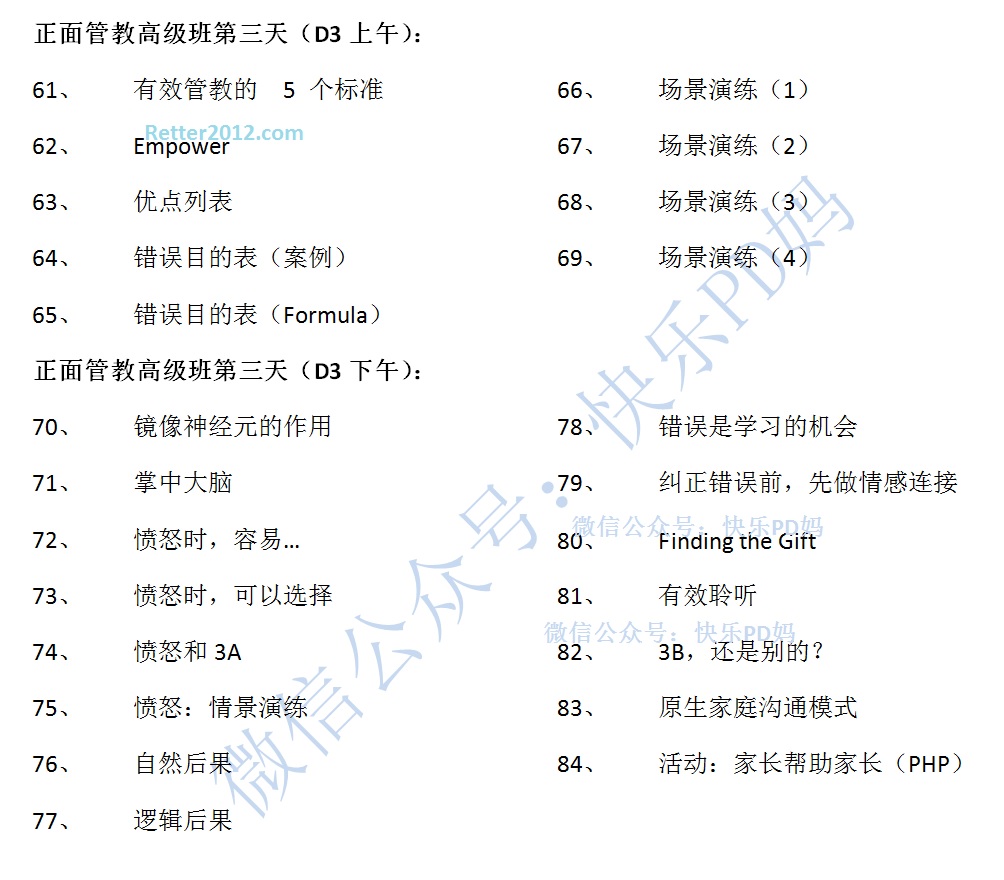 正面管教高级班第三天（D3 上午）：
61、 有效管教的 5 个标准
62、 Empower
63、 优点列表
64、 错误目的表（案例）
65、 错误目的表（Formula）
66、 场景演练（1）
67、 场景演练（2）
68、 场景演练（3）
69、 场景演练（4）
Retter2012.com
正面管教高级班第三天（D3 下午）：
70、 镜像神经元的作用
71、 掌中大脑
72、 愤怒时，容易…
73、 愤怒时，可以选择
74、 愤怒和 3A
75、 愤怒：情景演练
76、 自然后果
77、 逻辑后果
78、 错误是学习的机会
79、 纠正错误前，先做情感连接
80、 Finding the Gift
81、 有效聆听
82、 3B，还是别的？
83、 原生家庭沟通模式
84、 活动：家长帮助家长（PHP）
微信公众号：快乐PD妈
微信公众号：快乐PD妈
微信公众号：快乐PD妈